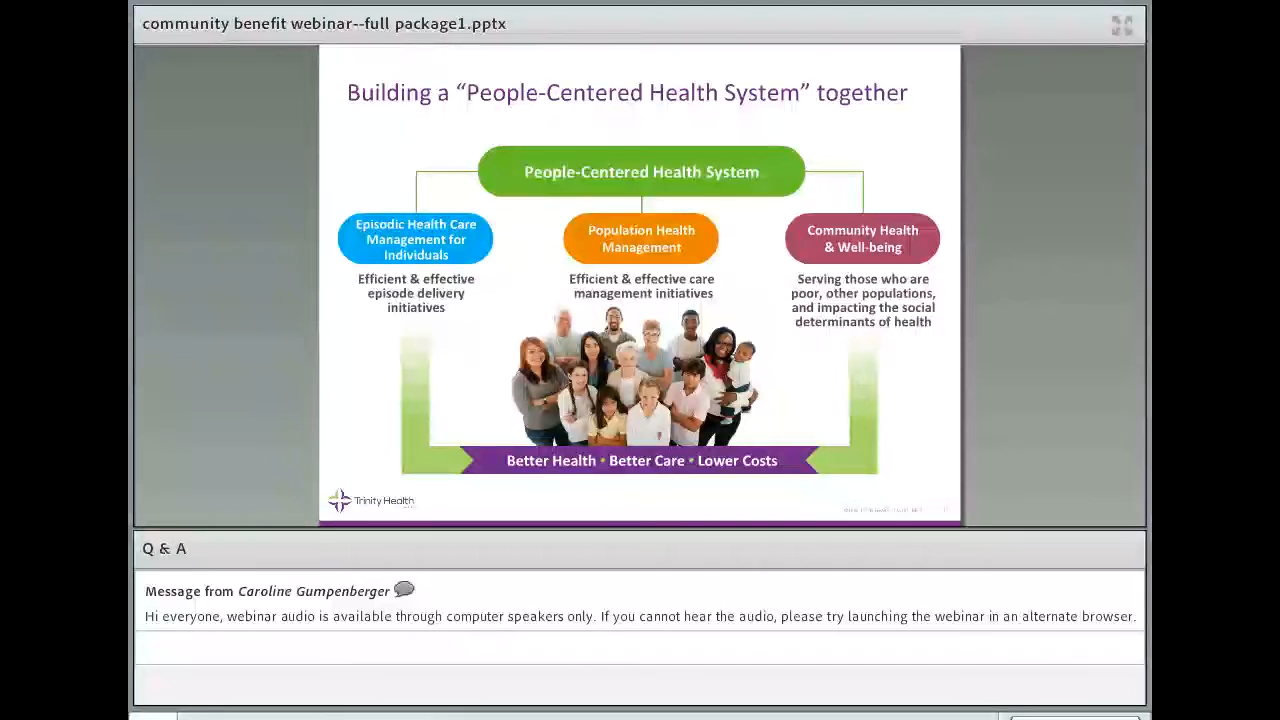 community benefit webinar--full package1.pptx
Building a “People-Centered Health System” together
People-Centered Health System
Episodic Health Care
Management for
Individuals
Efficient & effective
episode delivery
initiatives
Population Health
Management
Efficient & effective care
management initiatives
Community Health
& Well-being
Serving those who are
poor, other populations,
and impacting the social
determinants of health
Better Health • Better Care • Lower Costs
Trinity Health
Q & A
Message from Caroline Gumpenberger
Hi everyone, webinar audio is available through computer speakers only. If you cannot hear the audio, please try launching the webinar in an alternate browser.